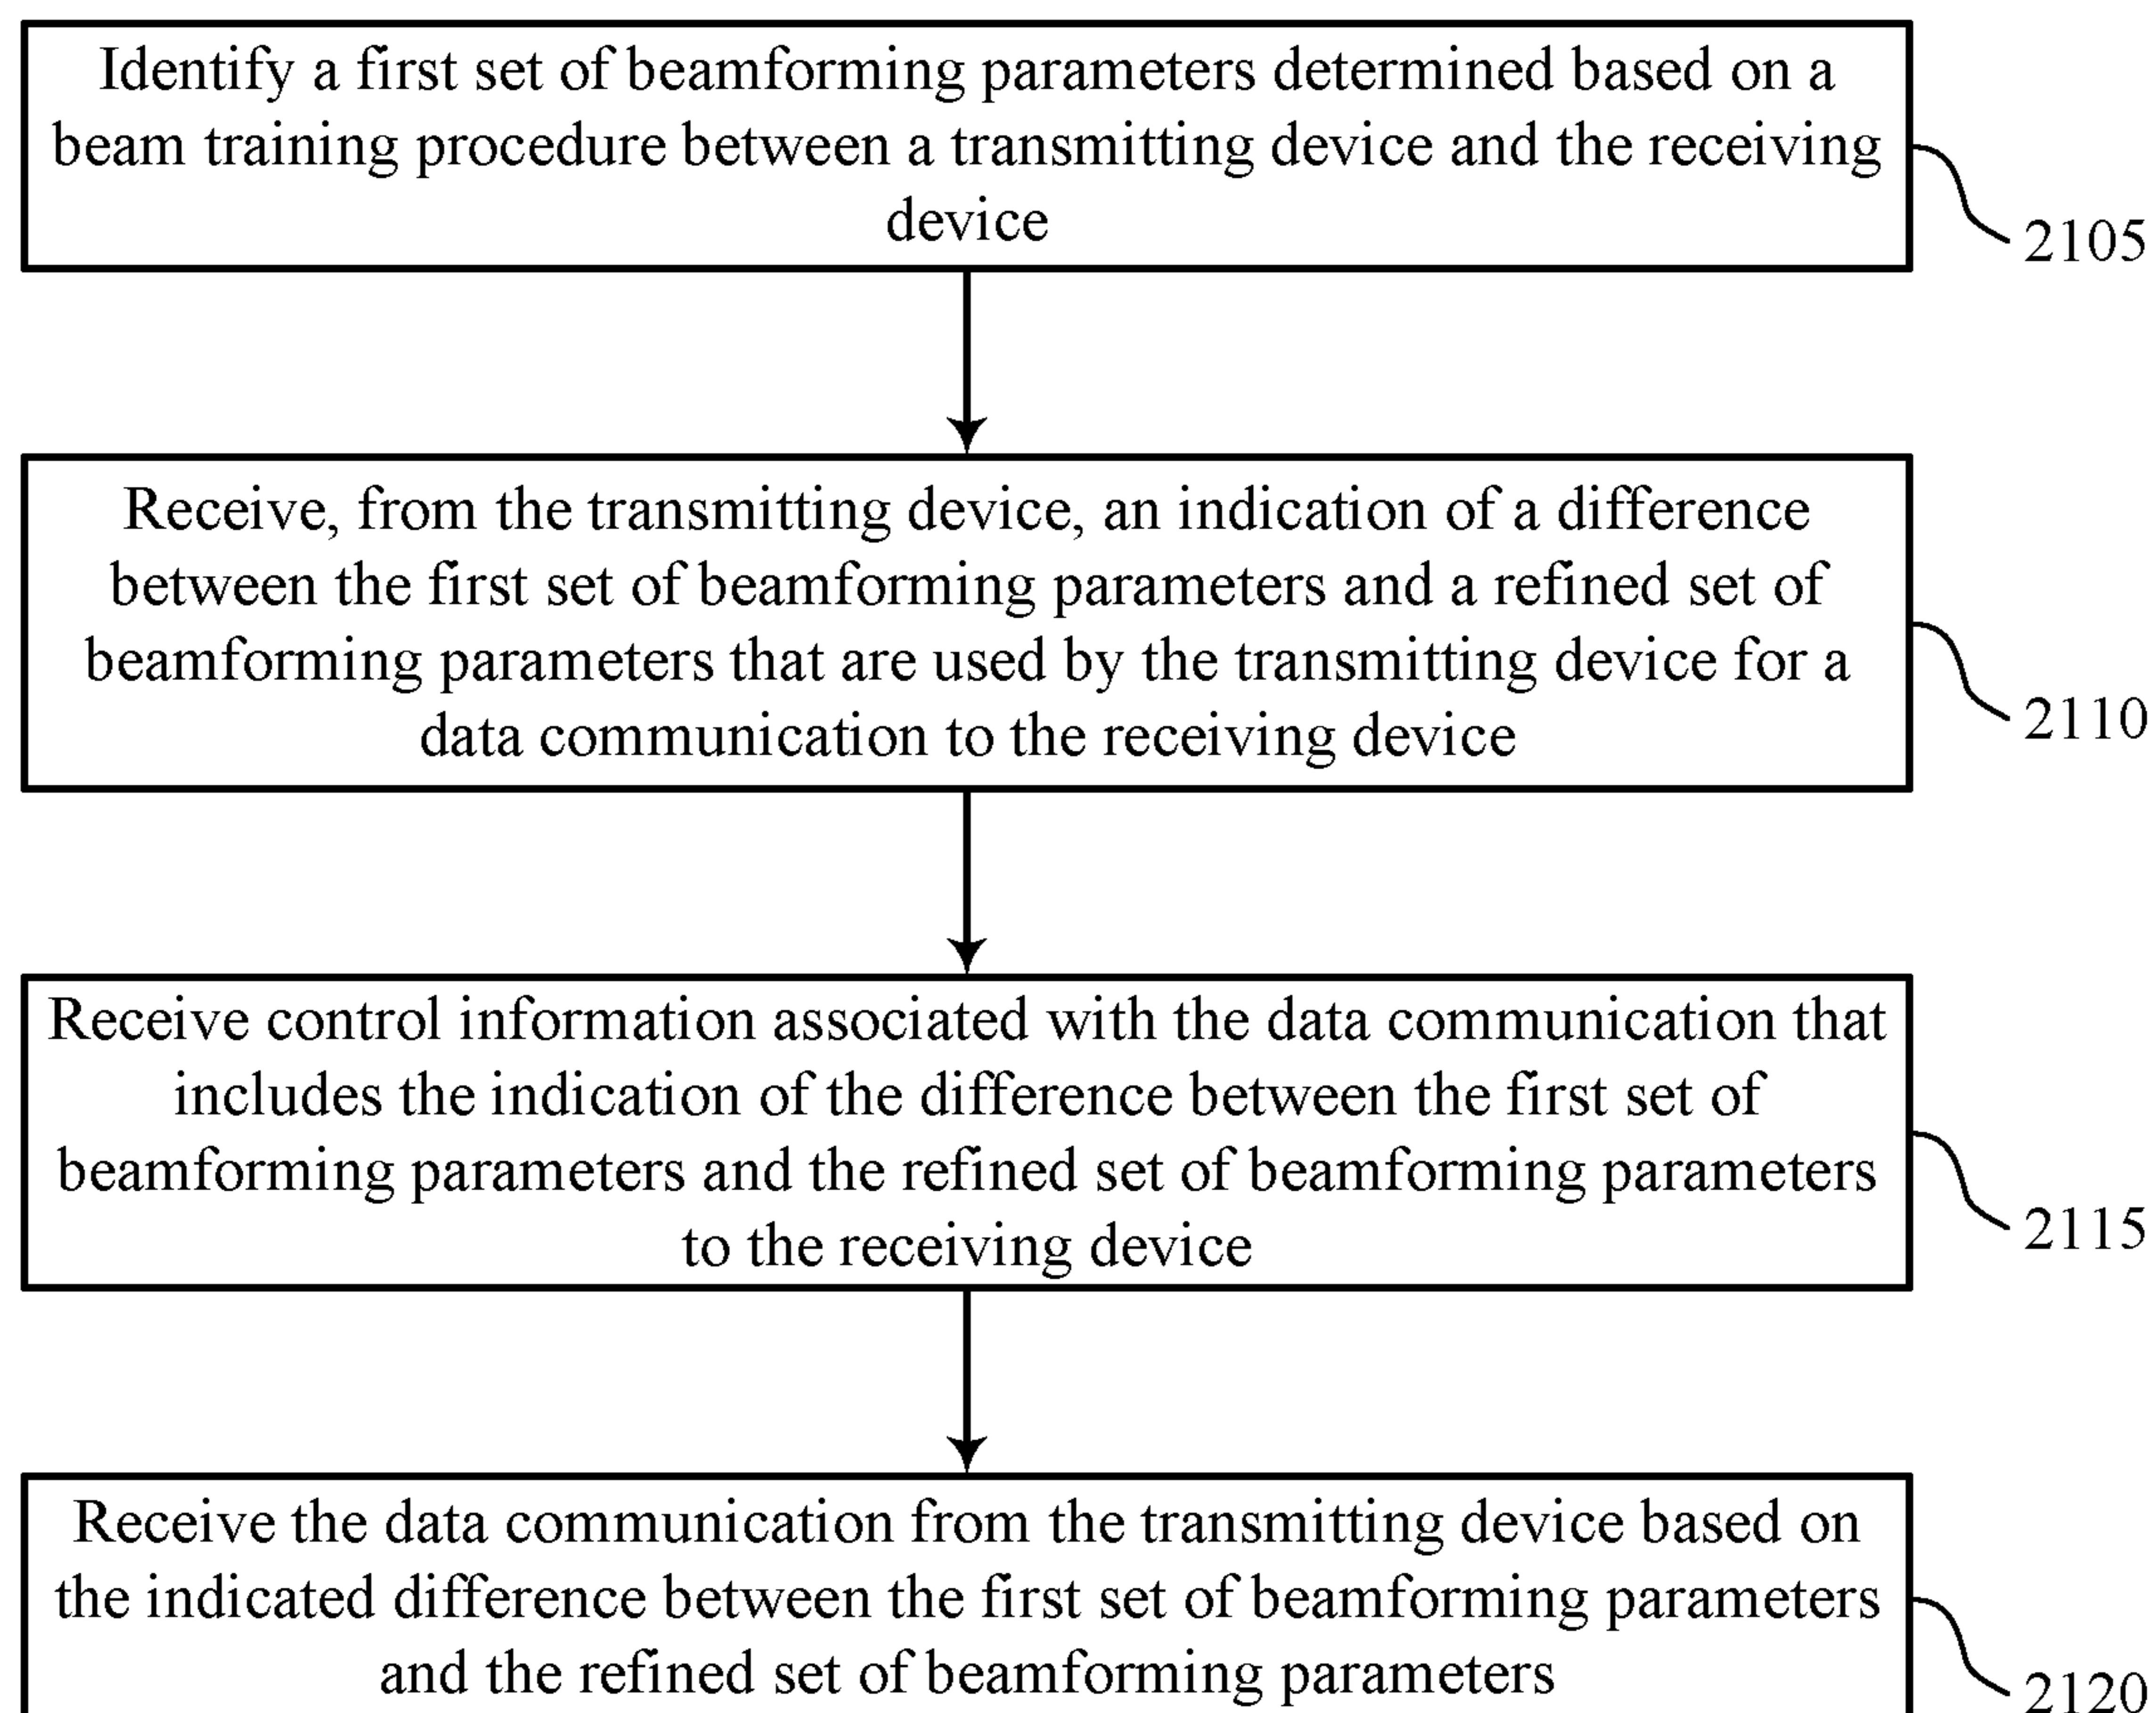 Identify a first set of beamforming parameters determined based on a
beam training procedure between a transmitting device and the receiving
device
2105
Receive, from the transmitting device, an indication of a difference
between the first set of beamforming parameters and a refined set of
beamforming parameters that are used by the transmitting device for a
data communication to the receiving device
2110
Receive control information associated with the data communication that
includes the indication of the difference between the first set of
beamforming parameters and the refined set of beamforming parameters
to the receiving device
2115
Receive the data communication from the transmitting device based on
the indicated difference between the first set of beamforming parameters
and the refined set of beamforming parameters
2120